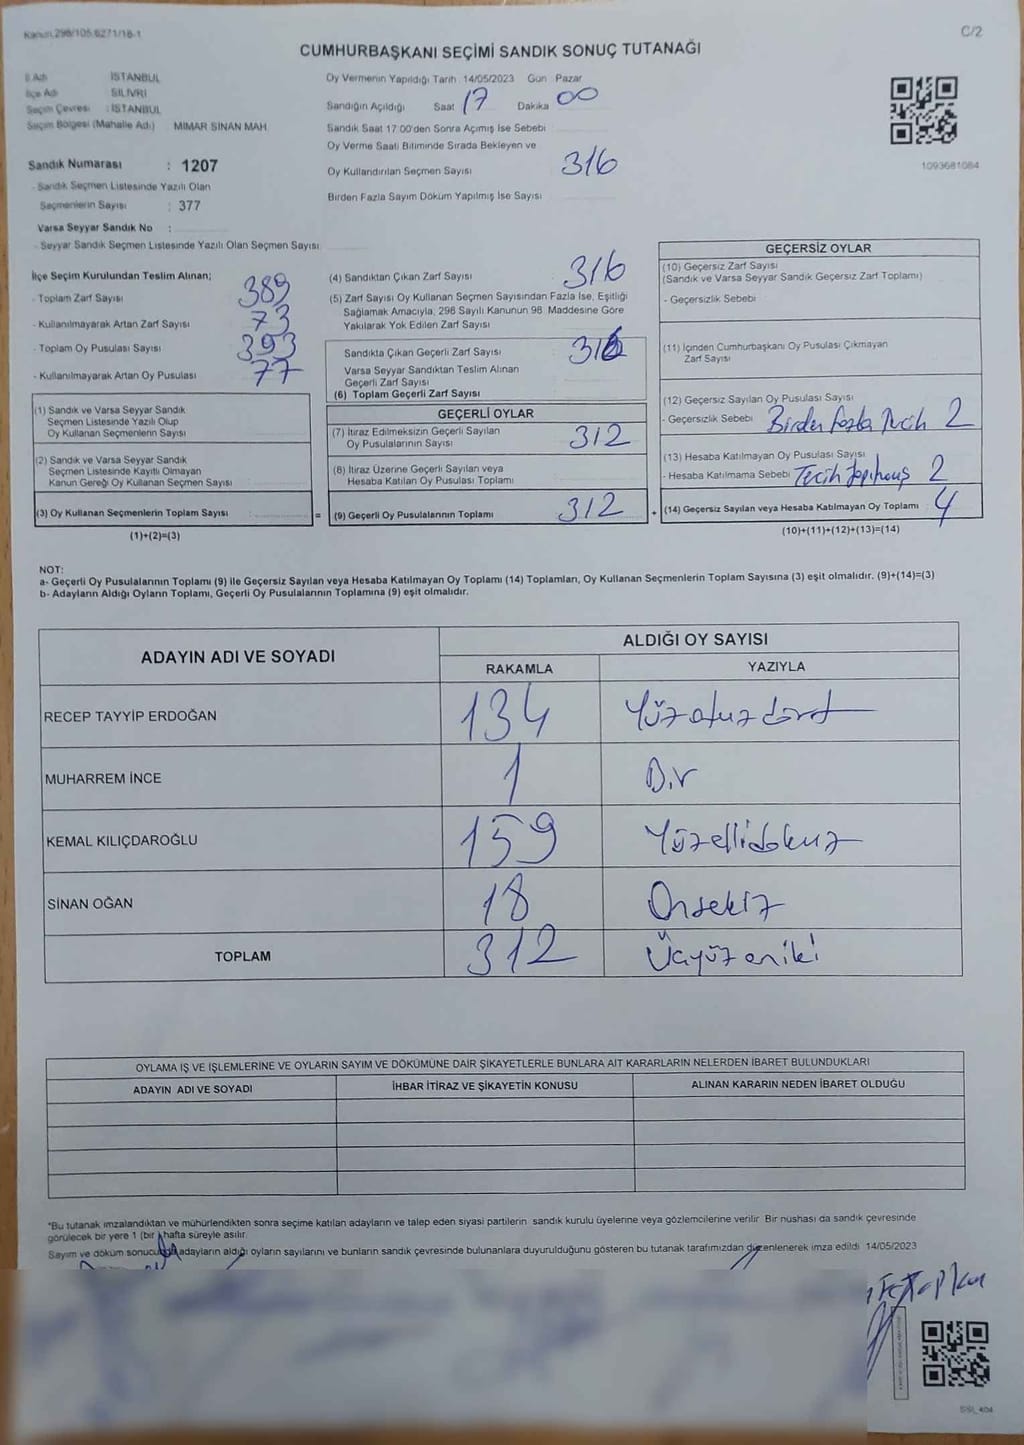 Kanun.298/105.6271/18-1
C/2
CUMHURBAŞKANI SEÇİMİ SANDIK SONUÇ TUTANAĞI
İl Adı : İSTANBUL
İlçe Adı : SİLİVRİ
Seçim Çevresi : İSTANBUL
Seçim Bölgesi (Mahalle Adı) MİMAR SİNAN MAH.
Sandık Numarası : 1207
- Sandık Seçmen Listesinde Yazılı Olan
Seçmenlerin Sayısı : 377
Varsa Seyyar Sandık No :
- Seyyar Sandık Seçmen Listesinde Yazılı Olan Seçmen Sayısı
Oy Vermenin Yapıldığı Tarih 14/05/2023 Gün Pazar
Sandığın Açıldığı Saat 17 Dakika 00
Sandık Saat 17.00'den Sonra Açımış İse Sebebi
Oy Verme Saati Bitiminde Sırada Bekleyen ve
Oy Kullandırılan Seçmen Sayısı 316
Birden Fazla Sayım Döküm Yapılmış İse Sayısı
1093681084
İlçe Seçim Kurulundan Teslim Alınan;
- Toplam Zarf Sayısı 389
- Kullanılmayarak Artan Zarf Sayısı 73
- Toplam Oy Pusulası Sayısı 393
- Kullanılmayarak Artan Oy Pusulası 77
(1) Sandık ve Varsa Seyyar Sandık
Seçmen Listesinde Yazılı Olup
Oy Kullanan Seçmenlerin Sayısı
(2) Sandık ve Varsa Seyyar Sandık
Seçmen Listesinde Kayıtlı Olmayan
Kanun Gereği Oy Kullanan Seçmen Sayısı
(3) Oy Kullanan Seçmenlerin Toplam Sayısı =
(1)+(2)=(3)
(4) Sandıktan Çıkan Zarf Sayısı 316
(5) Zarf Sayısı Oy Kullanan Seçmen Sayısından Fazla İse, Eşitliği
Sağlamak Amacıyla, 298 Sayılı Kanunun 98. Maddesine Göre
Yakılarak Yok Edilen Zarf Sayısı
Sandıkta Çıkan Geçerli Zarf Sayısı 316
Varsa Seyyar Sandıktan Teslim Alınan
Geçerli Zarf Sayısı
(6) Toplam Geçerli Zarf Sayısı
GEÇERLİ OYLAR
(7) İtiraz Edilmeksizin Geçerli Sayılan
Oy Pusulalarının Sayısı 312
(8) İtiraz Üzerine Geçerli Sayılan veya
Hesaba Katılan Oy Pusulası Toplamı
(9) Geçerli Oy Pusulalarının Toplamı 312 +
GEÇERSİZ OYLAR
(10) Geçersiz Zarf Sayısı
(Sandık ve Varsa Seyyar Sandık Geçersiz Zarf Toplamı)
- Geçersizlik Sebebi
(11) İçinden Cumhurbaşkanı Oy Pusulası Çıkmayan
Zarf Sayısı
(12) Geçersiz Sayılan Oy Pusulası Sayısı
- Geçersizlik Sebebi Birden fazla 2
(13) Hesaba Katılmayan Oy Pusulası Sayısı
- Hesaba Katılmama Sebebi 2
(14) Geçersiz Sayılan veya Hesaba Katılmayan Oy Toplamı 4
(10)+(11)+(12)+(13)=(14)
NOT:
a- Geçerli Oy Pusulalarının Toplamı (9) ile Geçersiz Sayılan veya Hesaba Katılmayan Oy Toplamı (14) Toplamları, Oy Kullanan Seçmenlerin Toplam Sayısına (3) eşit olmalıdır. (9)+(14)=(3)
b- Adayların Aldığı Oyların Toplamı, Geçerli Oy Pusulalarının Toplamına (9) eşit olmalıdır.
ADAYIN ADI VE SOYADI
ALDIĞI OY SAYISI
RAKAMLA YAZIYLA
RECEP TAYYİP ERDOĞAN 134 Yüzotuzdört
MUHARREM İNCE 1 Bir
KEMAL KILIÇDAROĞLU 159 Yüzellidokuz
SİNAN OĞAN 18 Onsekiz
TOPLAM 312 Üçyüzoniki
OYLAMA İŞ VE İŞLEMLERİNE VE OYLARIN SAYIM VE DÖKÜMÜNE DAİR ŞİKAYETLERLE BUNLARA AİT KARARLARIN NELERDEN İBARET BULUNDUKLARI
ADAYIN ADI VE SOYADI İHBAR İTİRAZ VE ŞİKAYETİN KONUSU ALINAN KARARIN NEDEN İBARET OLDUĞU
*Bu tutanak imzalandıktan ve mühürlendikten sonra seçime katılan adayların ve talep eden siyasi partilerin sandık kurulu üyelerine veya gözlemcilerine verilir. Bir nushası da sandık çevresinde
görülecek bir yere 1 (bir) hafta süreyle asılır.
Sayım ve döküm sonucunda adayların aldığı oyların sayılarını ve bunların sandık çevresinde bulunanlara duyurulduğunu gösteren bu tutanak tarafımızdan düzenlenerek imza edildi. 14/05/2023